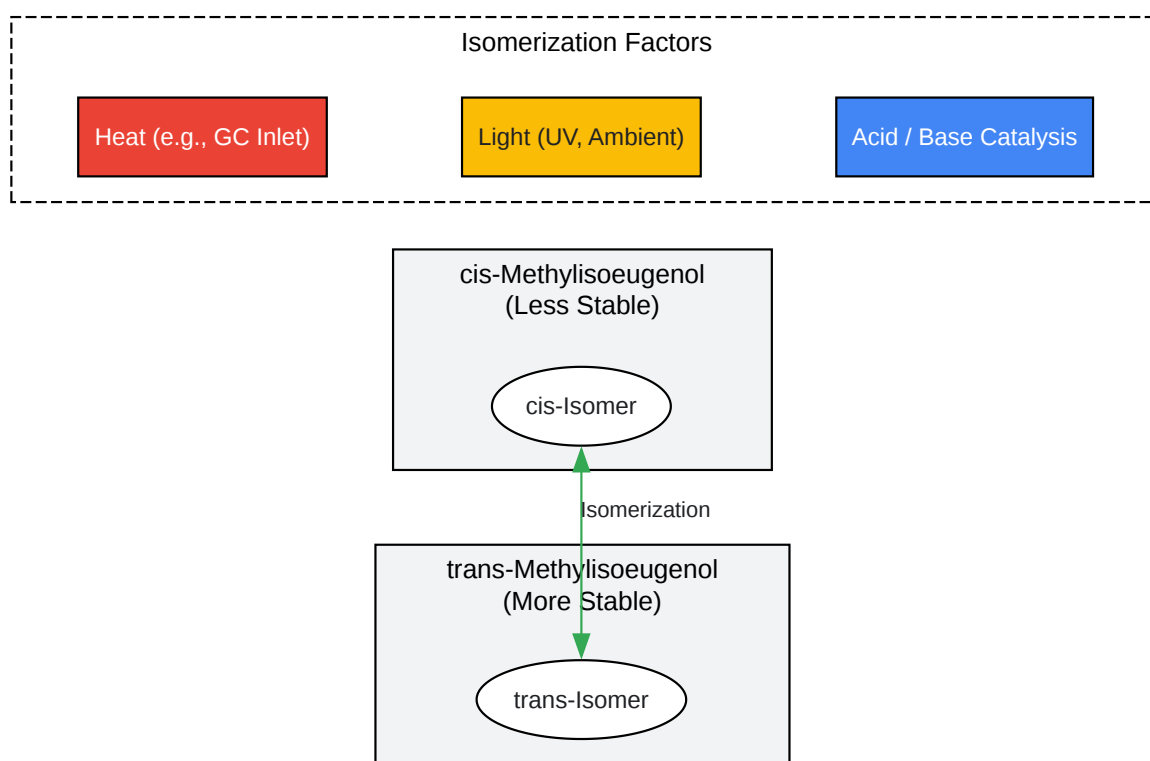 Isomerization Factors
Heat (e.g., GC Inlet)
Light (UV, Ambient)
Acid / Base Catalysis
cis-Methylisoeugenol
(Less Stable)
cis-Isomer
Isomerization
trans-Methylisoeugenol
(More Stable)
trans-Isomer